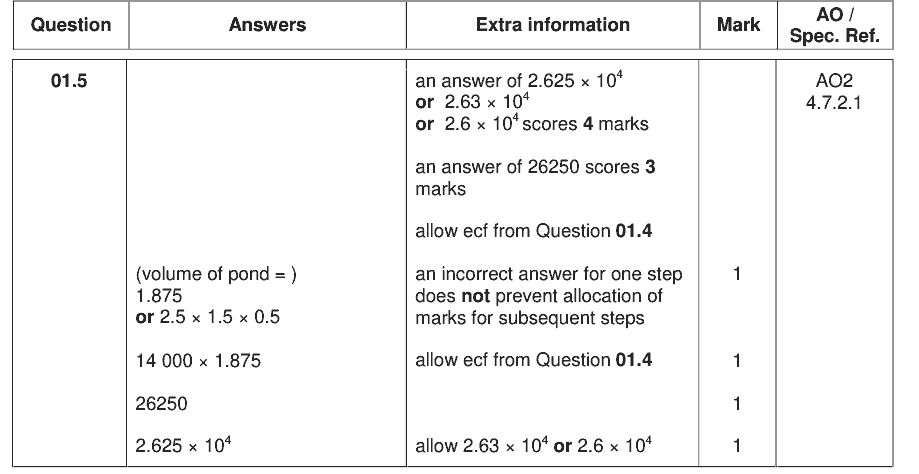 Question Answers Extra information Mark AO / Spec. Ref.
01.5 an answer of 2.625 × 10⁴ AO2
or 2.63 × 10⁴ 4.7.2.1
or 2.6 × 10⁴ scores 4 marks
an answer of 26250 scores 3
marks
allow ecf from Question 01.4
(volume of pond = ) an incorrect answer for one step 1
1.875 does not prevent allocation of
or 2.5 × 1.5 × 0.5 marks for subsequent steps
14 000 × 1.875 allow ecf from Question 01.4 1
26250 1
2.625 × 10⁴ allow 2.63 × 10⁴ or 2.6 × 10⁴ 1